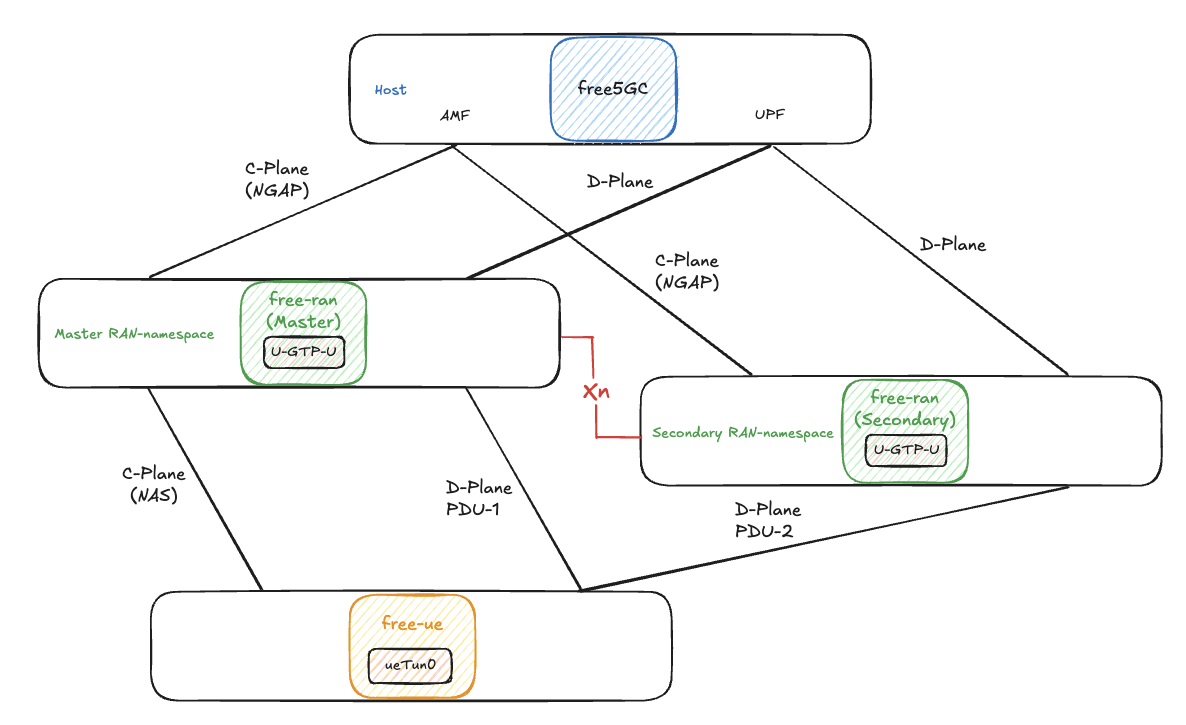 Host
free5GC
AMF
UPF
C-Plane
(NGAP)
D-Plane
C-Plane
(NGAP)
D-Plane
Master RAN-namespace
free-ran
(Master)
U-GTP-U
Xn
Secondary RAN-namespace
free-ran
(Secondary)
U-GTP-U
C-Plane
(NAS)
D-Plane
PDU-1
D-Plane
PDU-2
free-ue
ueTun0